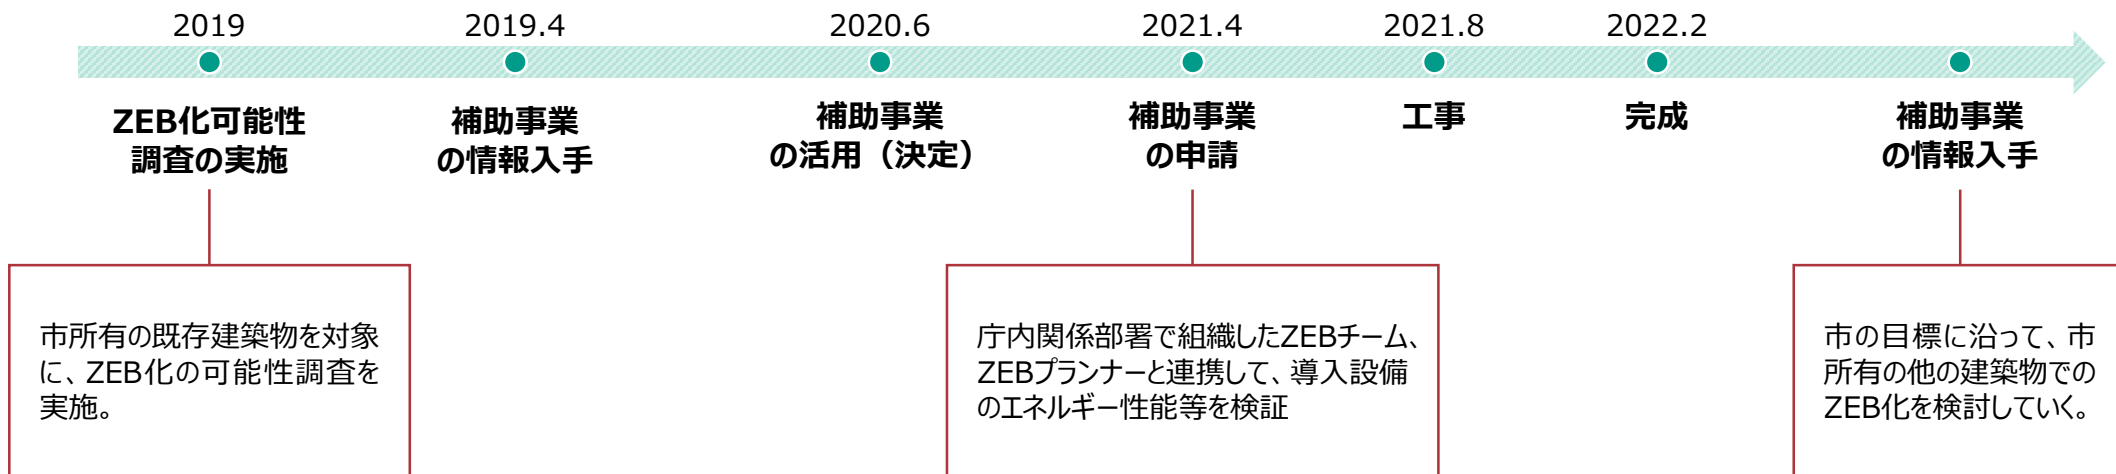 2019
2019.4
2020.6
2021.4
2021.8
2022.2
ZEB化可能性
調査の実施
補助事業
の情報入手
補助事業
の活用（決定）
補助事業
の申請
工事
完成
補助事業
の情報入手
市所有の既存建築物を対象
に、ZEB化の可能性調査を
実施。
庁内関係部署で組織したZEBチーム、
ZEBプランナーと連携して、導入設備
のエネルギー性能等を検証
市の目標に沿って、市
所有の他の建築物での
ZEB化を検討していく。